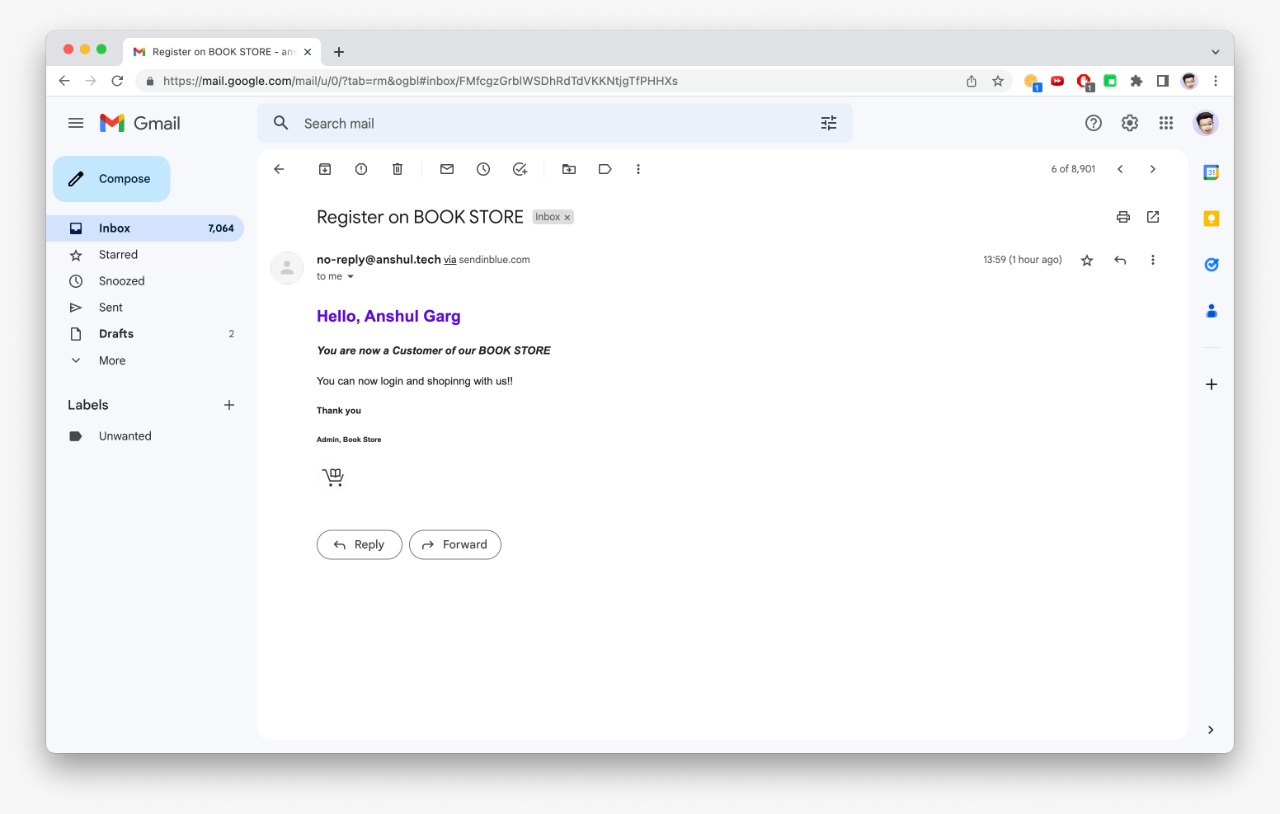 Register on BOOK STORE - ans
https://mail.google.com/mail/u/0/?tab=rm&ogbl#inbox/FMfcgzGrblWSDhRdTdVKKNtjgTfPHHXs
1
1
Gmail
Search mail
Compose
6 of 8,901
31
Register on BOOK STORE
Inbox x
Inbox 7,064
Starred
Snoozed
Sent
Drafts 2
More
Labels
Unwanted
no-reply@anshul.tech via sendinblue.com
13:59 (1 hour ago)
to me
Hello, Anshul Garg
You are now a Customer of our BOOK STORE
You can now login and shopinng with us!!
Thank you
Admin, Book Store
Reply
Forward